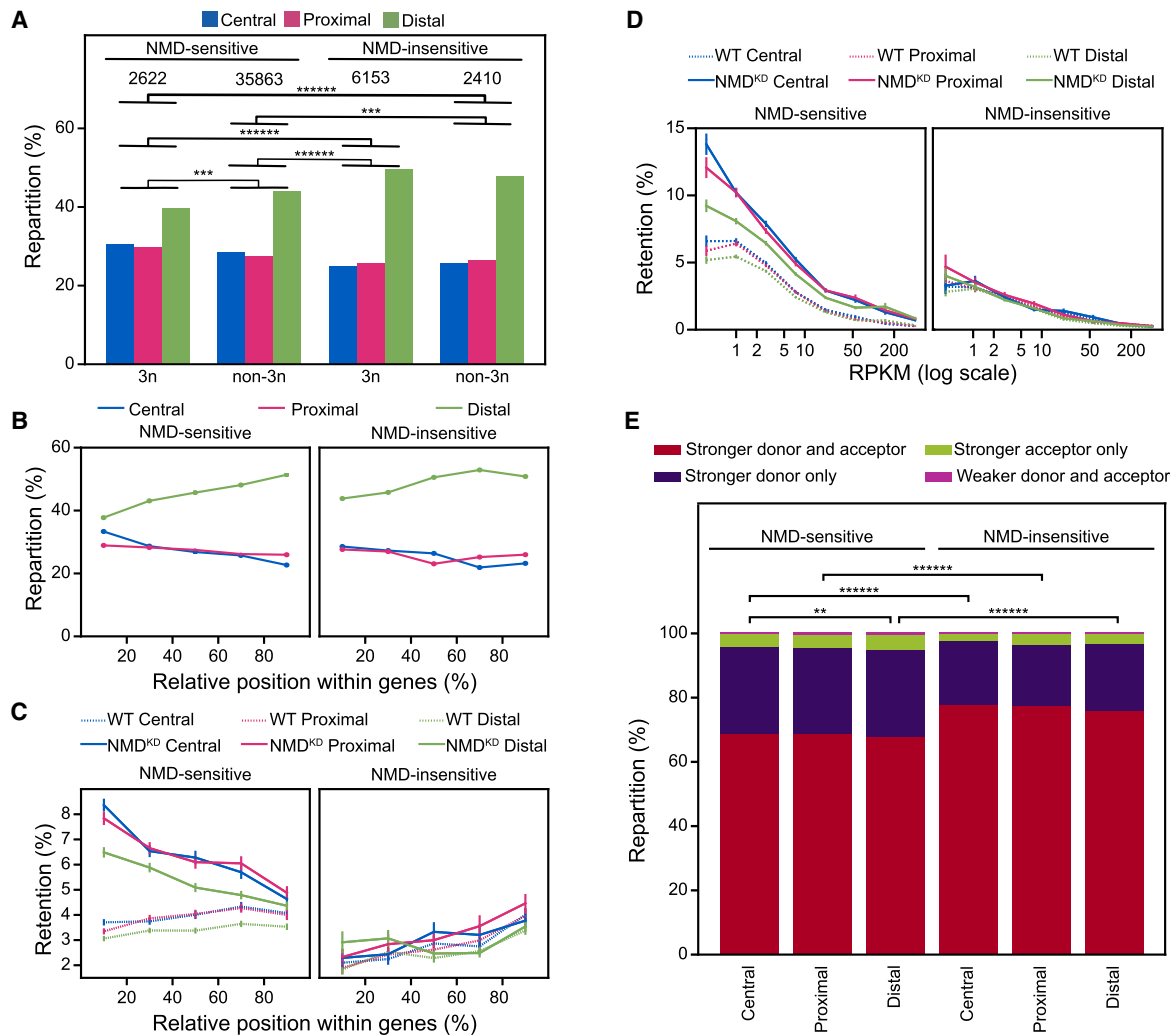 A
Central Proximal Distal
NMD-sensitive NMD-insensitive
2622 35863 6153 2410
******
***
******
******
***
Repartition (%)
60
40
20
0
3n non-3n 3n non-3n
B
Central Proximal Distal
NMD-sensitive NMD-insensitive
Repartition (%)
60
40
20
0
20 40 60 80 20 40 60 80
Relative position within genes (%)
C
WT Central WT Proximal WT Distal
NMDKD Central NMDKD Proximal NMDKD Distal
NMD-sensitive NMD-insensitive
Retention (%)
8
7
6
5
4
3
2
20 40 60 80 20 40 60 80
Relative position within genes (%)
D
WT Central WT Proximal WT Distal
NMDKD Central NMDKD Proximal NMDKD Distal
NMD-sensitive NMD-insensitive
Retention (%)
15
10
5
0
1 2 5 10 50 200 1 2 5 10 50 200
RPKM (log scale)
E
Stronger donor and acceptor Stronger acceptor only
Stronger donor only Weaker donor and acceptor
NMD-sensitive NMD-insensitive
******
******
** ******
Repartition (%)
100
80
60
40
20
0
Central Proximal Distal Central Proximal Distal